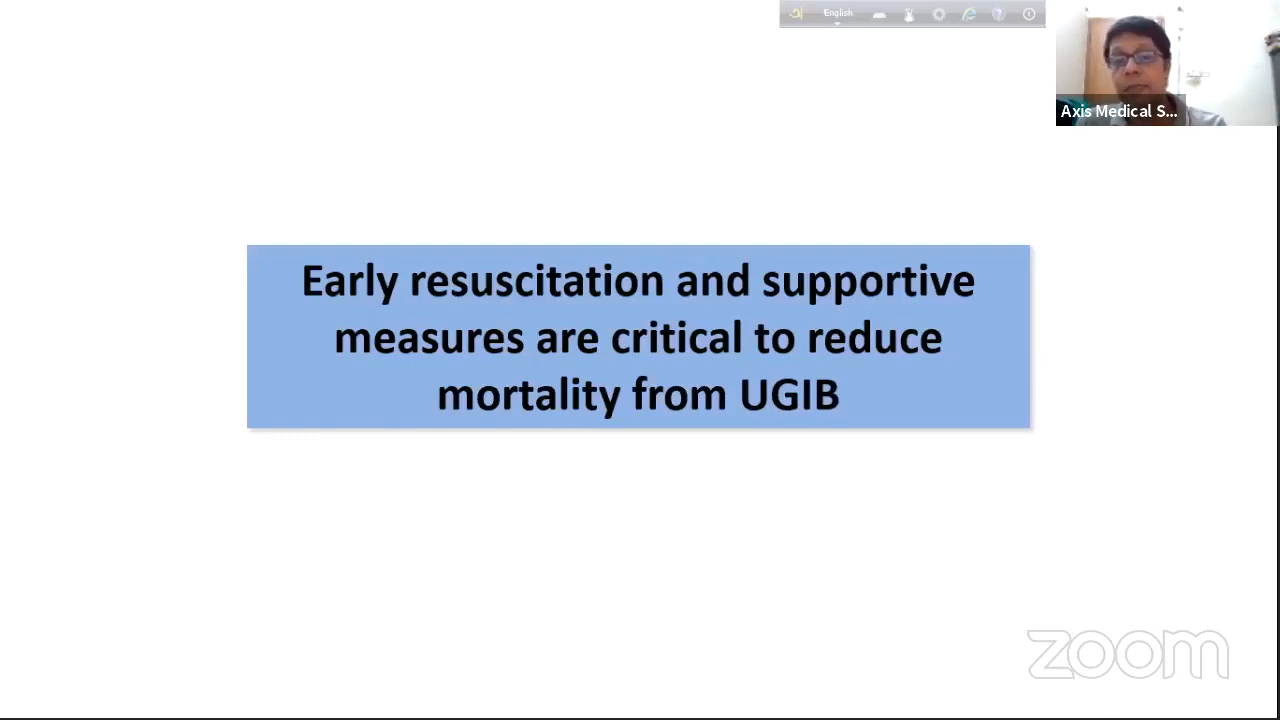 English
Axis Medical S...
Early resuscitation and supportive
measures are critical to reduce
mortality from UGIB
zoom